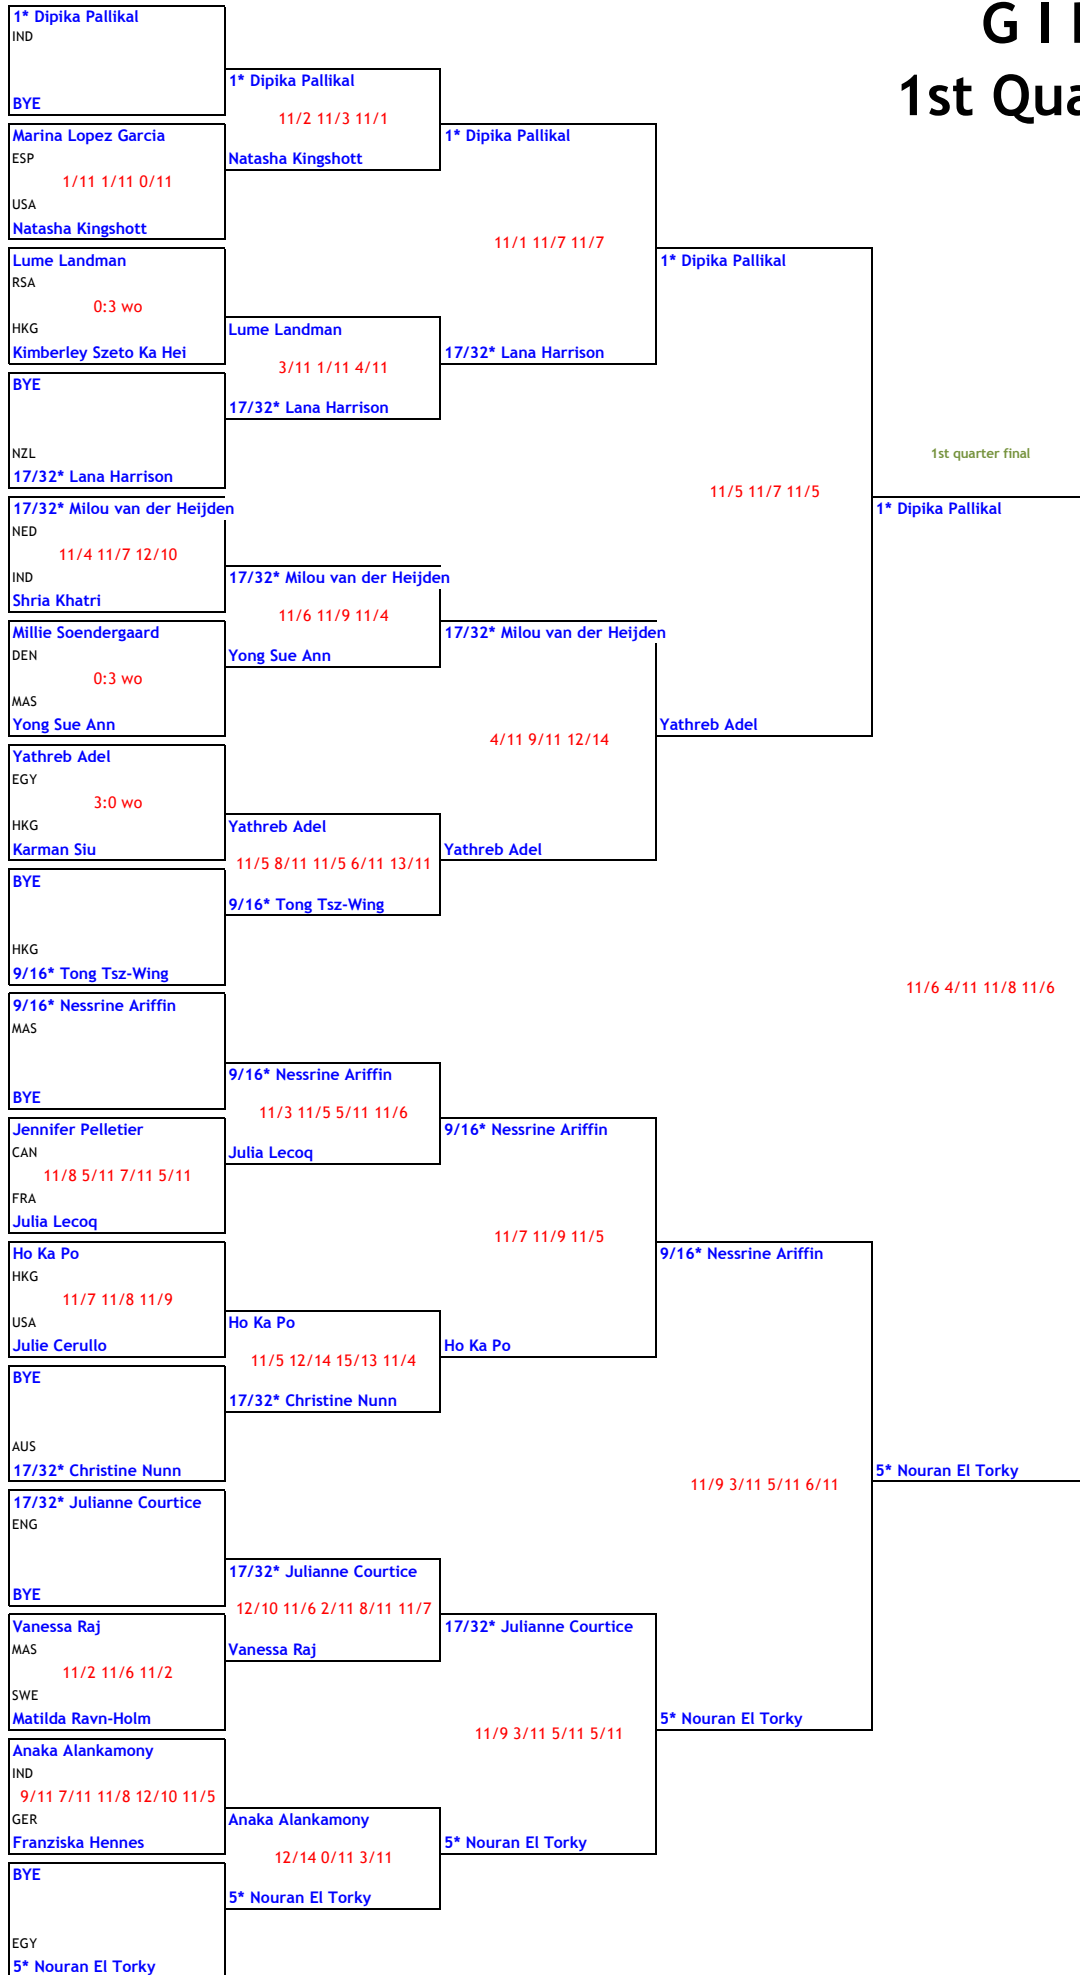 G I
1st Qua
1* Dipika Pallikal
IND
BYE
Marina Lopez Garcia
ESP
1/11 1/11 0/11
USA
Natasha Kingshott
Lume Landman
RSA
0:3 wo
HKG
Kimberley Szeto Ka Hei
BYE
NZL
17/32* Lana Harrison
17/32* Milou van der Heijden
NED
11/4 11/7 12/10
IND
Shria Khatri
Millie Soendergaard
DEN
0:3 wo
MAS
Yong Sue Ann
Yathreb Adel
EGY
3:0 wo
HKG
Karman Siu
BYE
HKG
9/16* Tong Tsz-Wing
9/16* Nessrine Ariffin
MAS
BYE
Jennifer Pelletier
CAN
11/8 5/11 7/11 5/11
FRA
Julia Lecoq
Ho Ka Po
HKG
11/7 11/8 11/9
USA
Julie Cerullo
BYE
AUS
17/32* Christine Nunn
17/32* Julianne Courtice
ENG
BYE
Vanessa Raj
MAS
11/2 11/6 11/2
SWE
Matilda Ravn-Holm
Anaka Alankamony
IND
9/11 7/11 11/8 12/10 11/5
GER
Franziska Hennes
BYE
EGY
5* Nouran El Torky
1* Dipika Pallikal
11/2 11/3 11/1
Natasha Kingshott
Lume Landman
3/11 1/11 4/11
17/32* Lana Harrison
17/32* Milou van der Heijden
11/6 11/9 11/4
Yong Sue Ann
Yathreb Adel
11/5 8/11 11/5 6/11 13/11
9/16* Tong Tsz-Wing
9/16* Nessrine Ariffin
11/3 11/5 5/11 11/6
Julia Lecoq
Ho Ka Po
11/5 12/14 15/13 11/4
17/32* Christine Nunn
17/32* Julianne Courtice
12/10 11/6 2/11 8/11 11/7
Vanessa Raj
Anaka Alankamony
12/14 0/11 3/11
5* Nouran El Torky
1* Dipika Pallikal
11/1 11/7 11/7
17/32* Lana Harrison
17/32* Milou van der Heijden
4/11 9/11 12/14
Yathreb Adel
9/16* Nessrine Ariffin
11/7 11/9 11/5
Ho Ka Po
17/32* Julianne Courtice
11/9 3/11 5/11 5/11
5* Nouran El Torky
1* Dipika Pallikal
11/5 11/7 11/5
Yathreb Adel
9/16* Nessrine Ariffin
11/9 3/11 5/11 6/11
5* Nouran El Torky
1st quarter final
1* Dipika Pallikal
11/6 4/11 11/8 11/6
5* Nouran El Torky